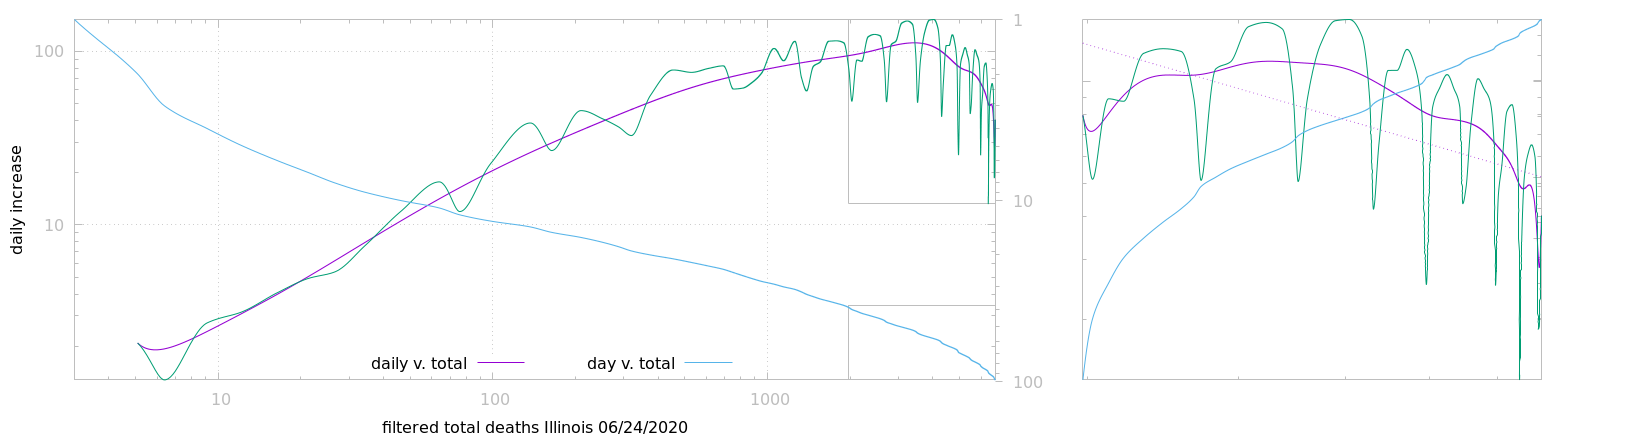 100
10
daily increase
1
10
100
daily v. total
day v. total
10
100
1000
filtered total deaths Illinois 06/24/2020